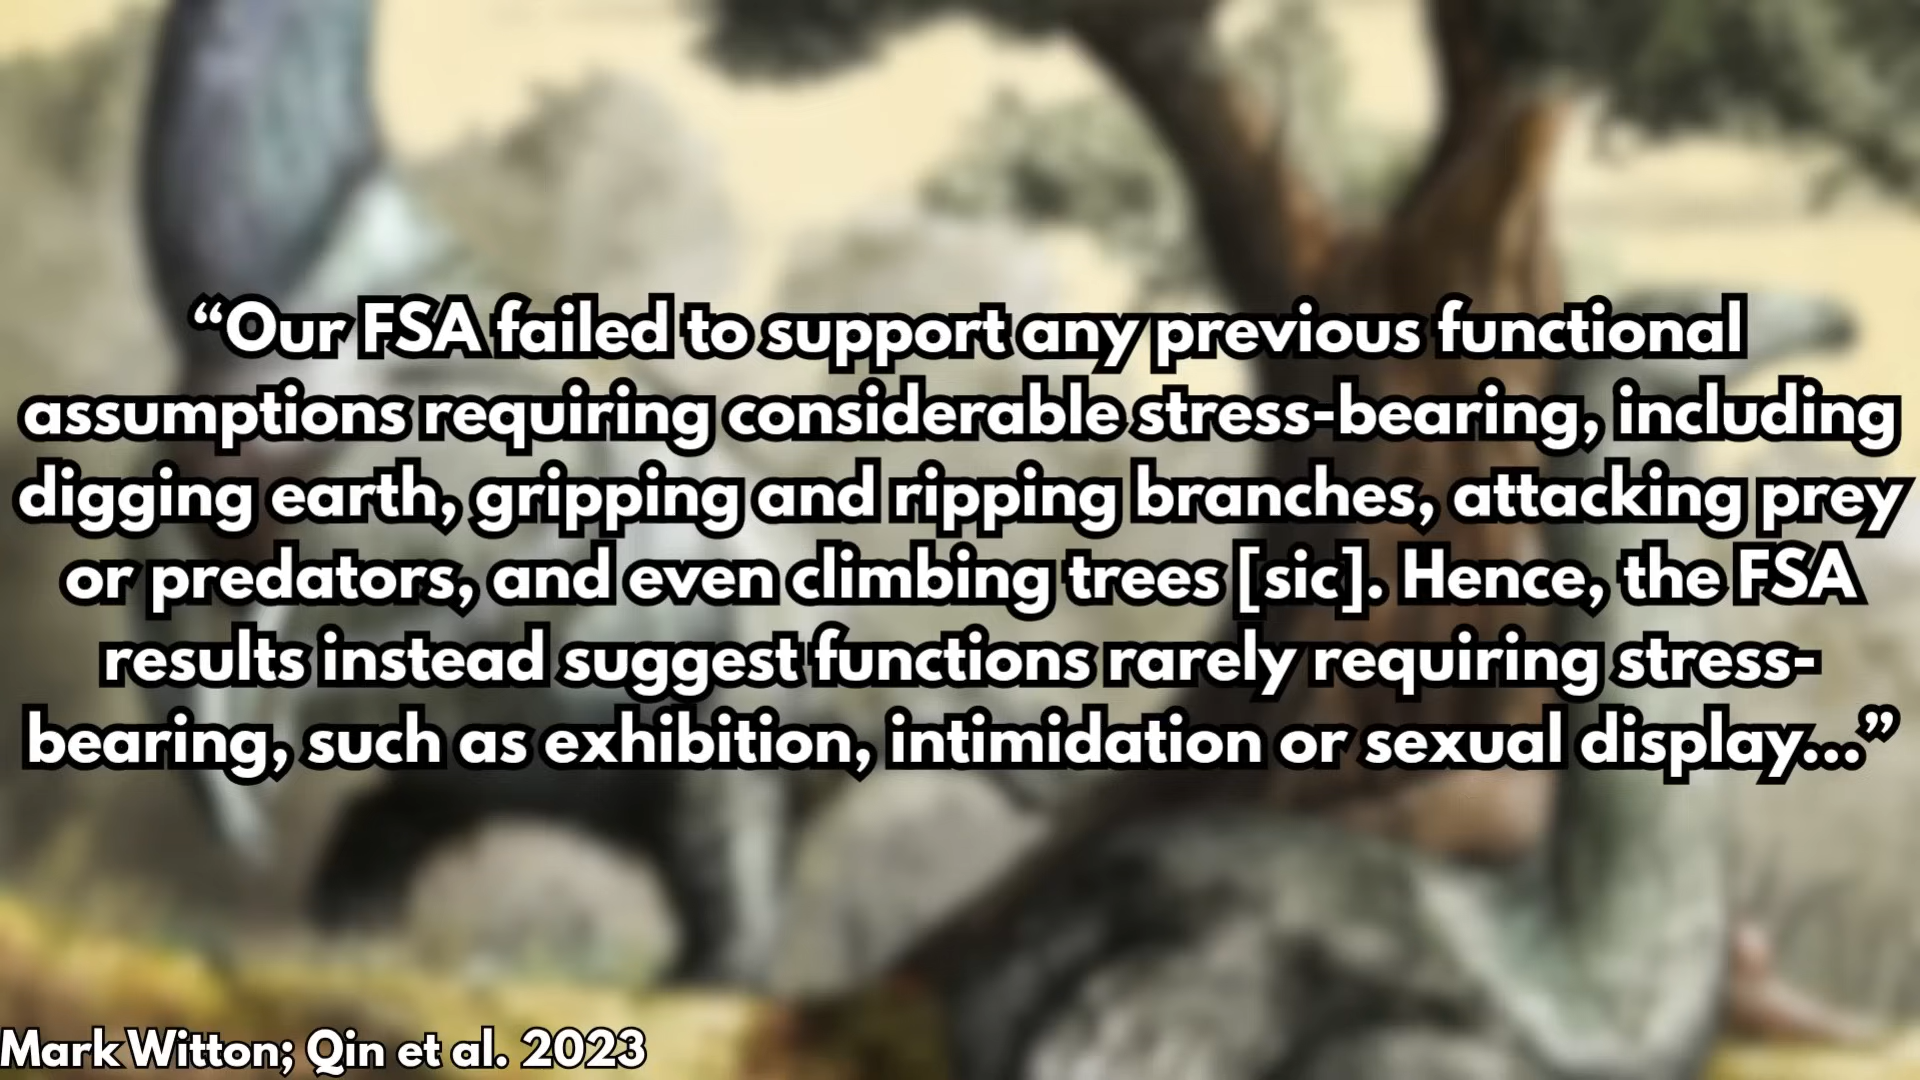 “Our FSA failed to support any previous functional
assumptions requiring considerable stress-bearing, including
digging earth, gripping and ripping branches, attacking prey
or predators, and even climbing trees [sic]. Hence, the FSA
results instead suggest functions rarely requiring stress-
bearing, such as exhibition, intimidation or sexual display...”
Mark Witton; Qin et al. 2023